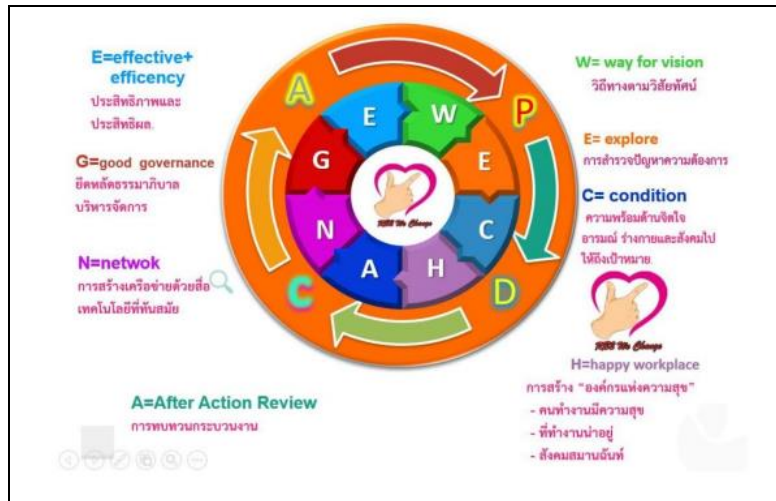 E=effective+
efficency
ประสิทธิภาพและ
ประสิทธิผล.
G=good governance
ยึดหลัดธรรมาภิบาล
บริหารจัดการ
N=netwok
การสร้างเครือข่ายด้วยสื่อ
เทคโนโลยีที่ทันสมัย
A=After Action Review
การทบทวนกระบวนงาน
A
P
D
C
W
E
C
H
A
N
G
E
RBS We Change
W= way for vision
วิถีทางตามวิสัยทัศน์
E= explore
การสำรวจปัญหาความต้องการ
C= condition
ความพร้อมด้านจิตใจ
อารมณ์ ร่างกายและสังคมไป
ให้ถึงเป้าหมาย
RBS We Change
H=happy workplace
การสร้าง "องค์กรแห่งความสุข"
- คนทำงานมีความสุข
- ที่ทำงานน่าอยู่
- สังคมสมานฉันท์